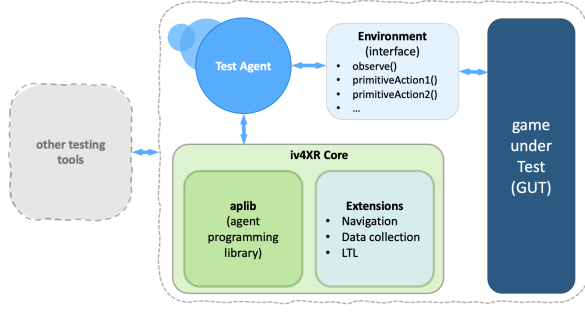 other testing
tools
Test Agent
Environment
(interface)
• observe()
• primitiveAction1()
• primitiveAction2()
• ...
iv4XR Core
aplib
(agent
programming
library)
Extensions
• Navigation
• Data collection
• LTL
game
under
Test
(GUT)